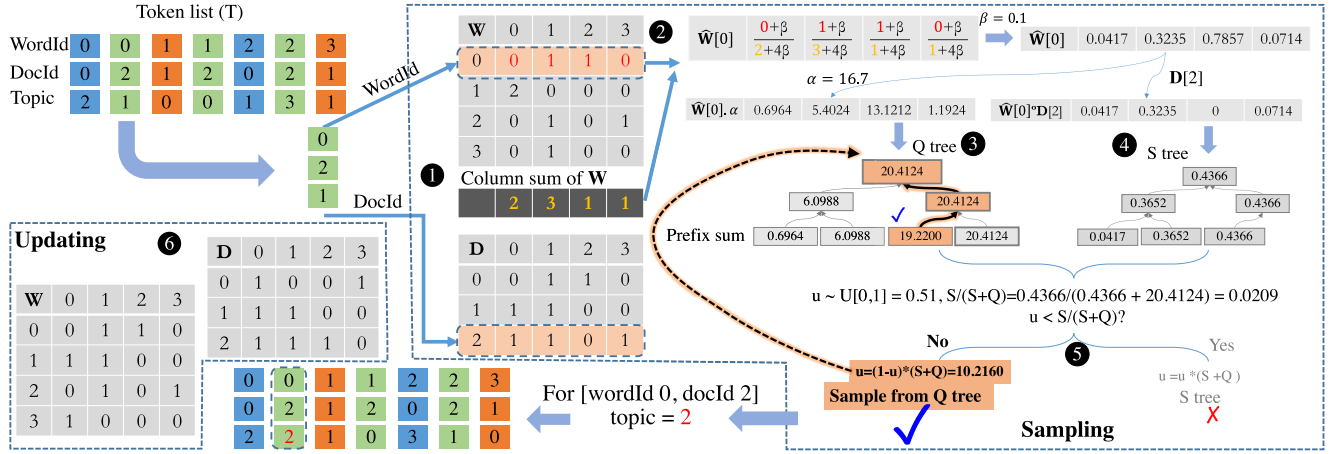 Token list (T)
WordId 0 0 1 1 2 2 3
DocId 0 2 1 2 0 2 1
Topic 2 1 0 0 1 3 1
0
2
1
WordId
DocId
1
W 0 1 2 3
0 0 1 1 0
1 2 0 0 0
2 0 1 0 1
3 0 1 0 0
Column sum of W
2 3 1 1
D 0 1 2 3
0 0 1 1 0
1 1 1 0 0
2 1 1 0 1
2
Ŵ[0] 0+β/2+4β 1+β/3+4β 1+β/1+4β 0+β/1+4β
β = 0.1
Ŵ[0] 0.0417 0.3235 0.7857 0.0714
α = 16.7
D[2]
Ŵ[0].α 0.6964 5.4024 13.1212 1.1924
Ŵ[0]°D[2] 0.0417 0.3235 0 0.0714
Q tree 3
20.4124
6.0988 20.4124
✓
Prefix sum 0.6964 6.0988 19.2200 20.4124
4 S tree
0.4366
0.3652 0.4366
0.0417 0.3652 0.4366
u ~ U[0,1] = 0.51, S/(S+Q)=0.4366/(0.4366 + 20.4124) = 0.0209
u < S/(S+Q)?
No
5
Yes
u=(1-u)*(S+Q)=10.2160
Sample from Q tree
u =u *(S +Q )
S tree
✗
Sampling
For [wordId 0, docId 2]
topic = 2
0 0 1 1 2 2 3
0 2 1 2 0 2 1
2 2 1 0 3 1 0
Updating 6
D 0 1 2 3
0 1 0 0 1
1 1 1 0 0
2 1 1 1 0
W 0 1 2 3
0 0 1 1 0
1 1 1 0 0
2 0 1 0 1
3 1 0 0 0